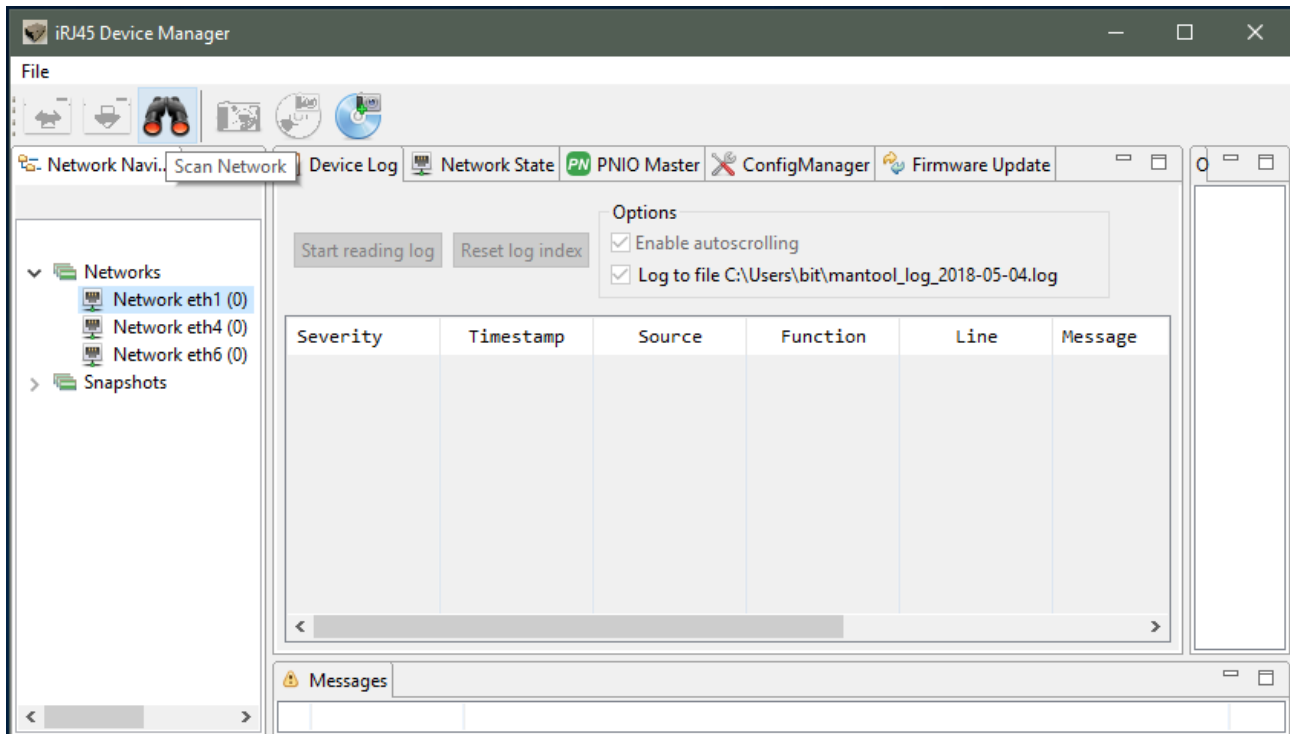 iRJ45 Device Manager
File
Network Navi..
Scan Network
Device Log
Network State
PN PNIO Master
ConfigManager
Firmware Update
O
Options
Start reading log
Reset log index
Enable autoscrolling
Log to file C:\Users\bit\mantool_log_2018-05-04.log
Networks
Network eth1 (0)
Network eth4 (0)
Network eth6 (0)
Snapshots
Severity Timestamp Source Function Line Message
Messages